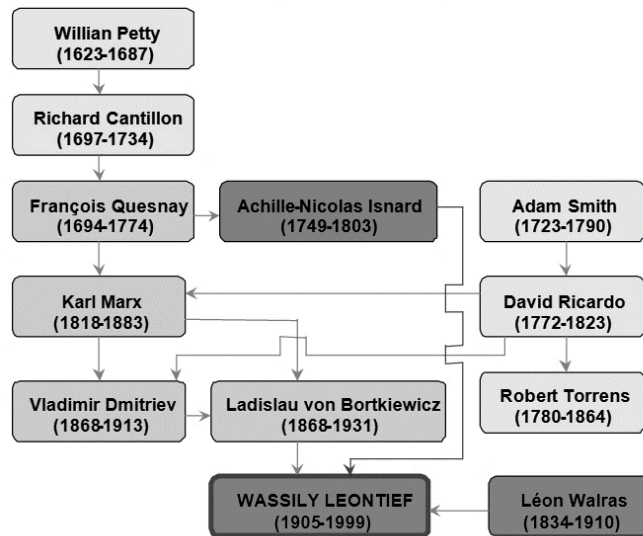 Willian Petty
(1623-1687)
Richard Cantillon
(1697-1734)
François Quesnay
(1694-1774)
Achille-Nicolas Isnard
(1749-1803)
Adam Smith
(1723-1790)
Karl Marx
(1818-1883)
David Ricardo
(1772-1823)
Vladimir Dmitriev
(1868-1913)
Ladislau von Bortkiewicz
(1868-1931)
Robert Torrens
(1780-1864)
WASSILY LEONTIEF
(1905-1999)
Léon Walras
(1834-1910)